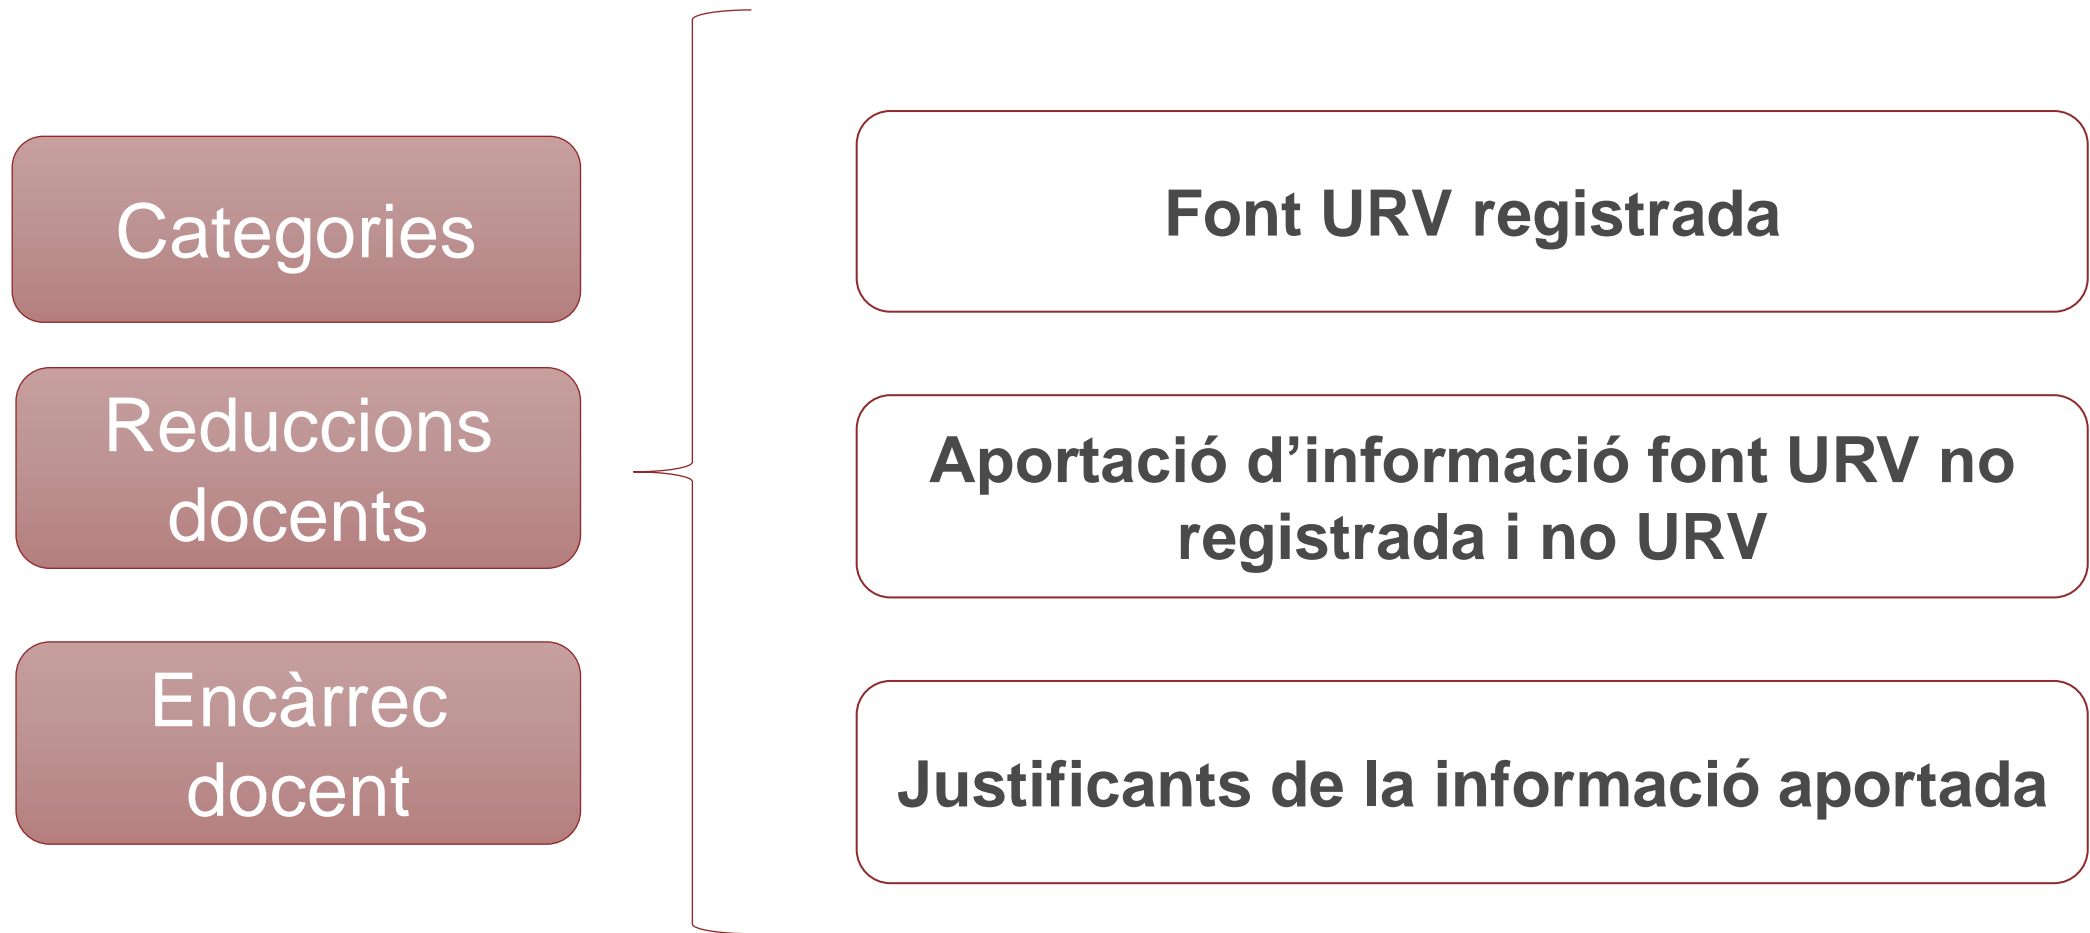 Categories
Reduccions
docents
Encàrrec
docent
Font URV registrada
Aportació d’informació font URV no
registrada i no URV
Justificants de la informació aportada